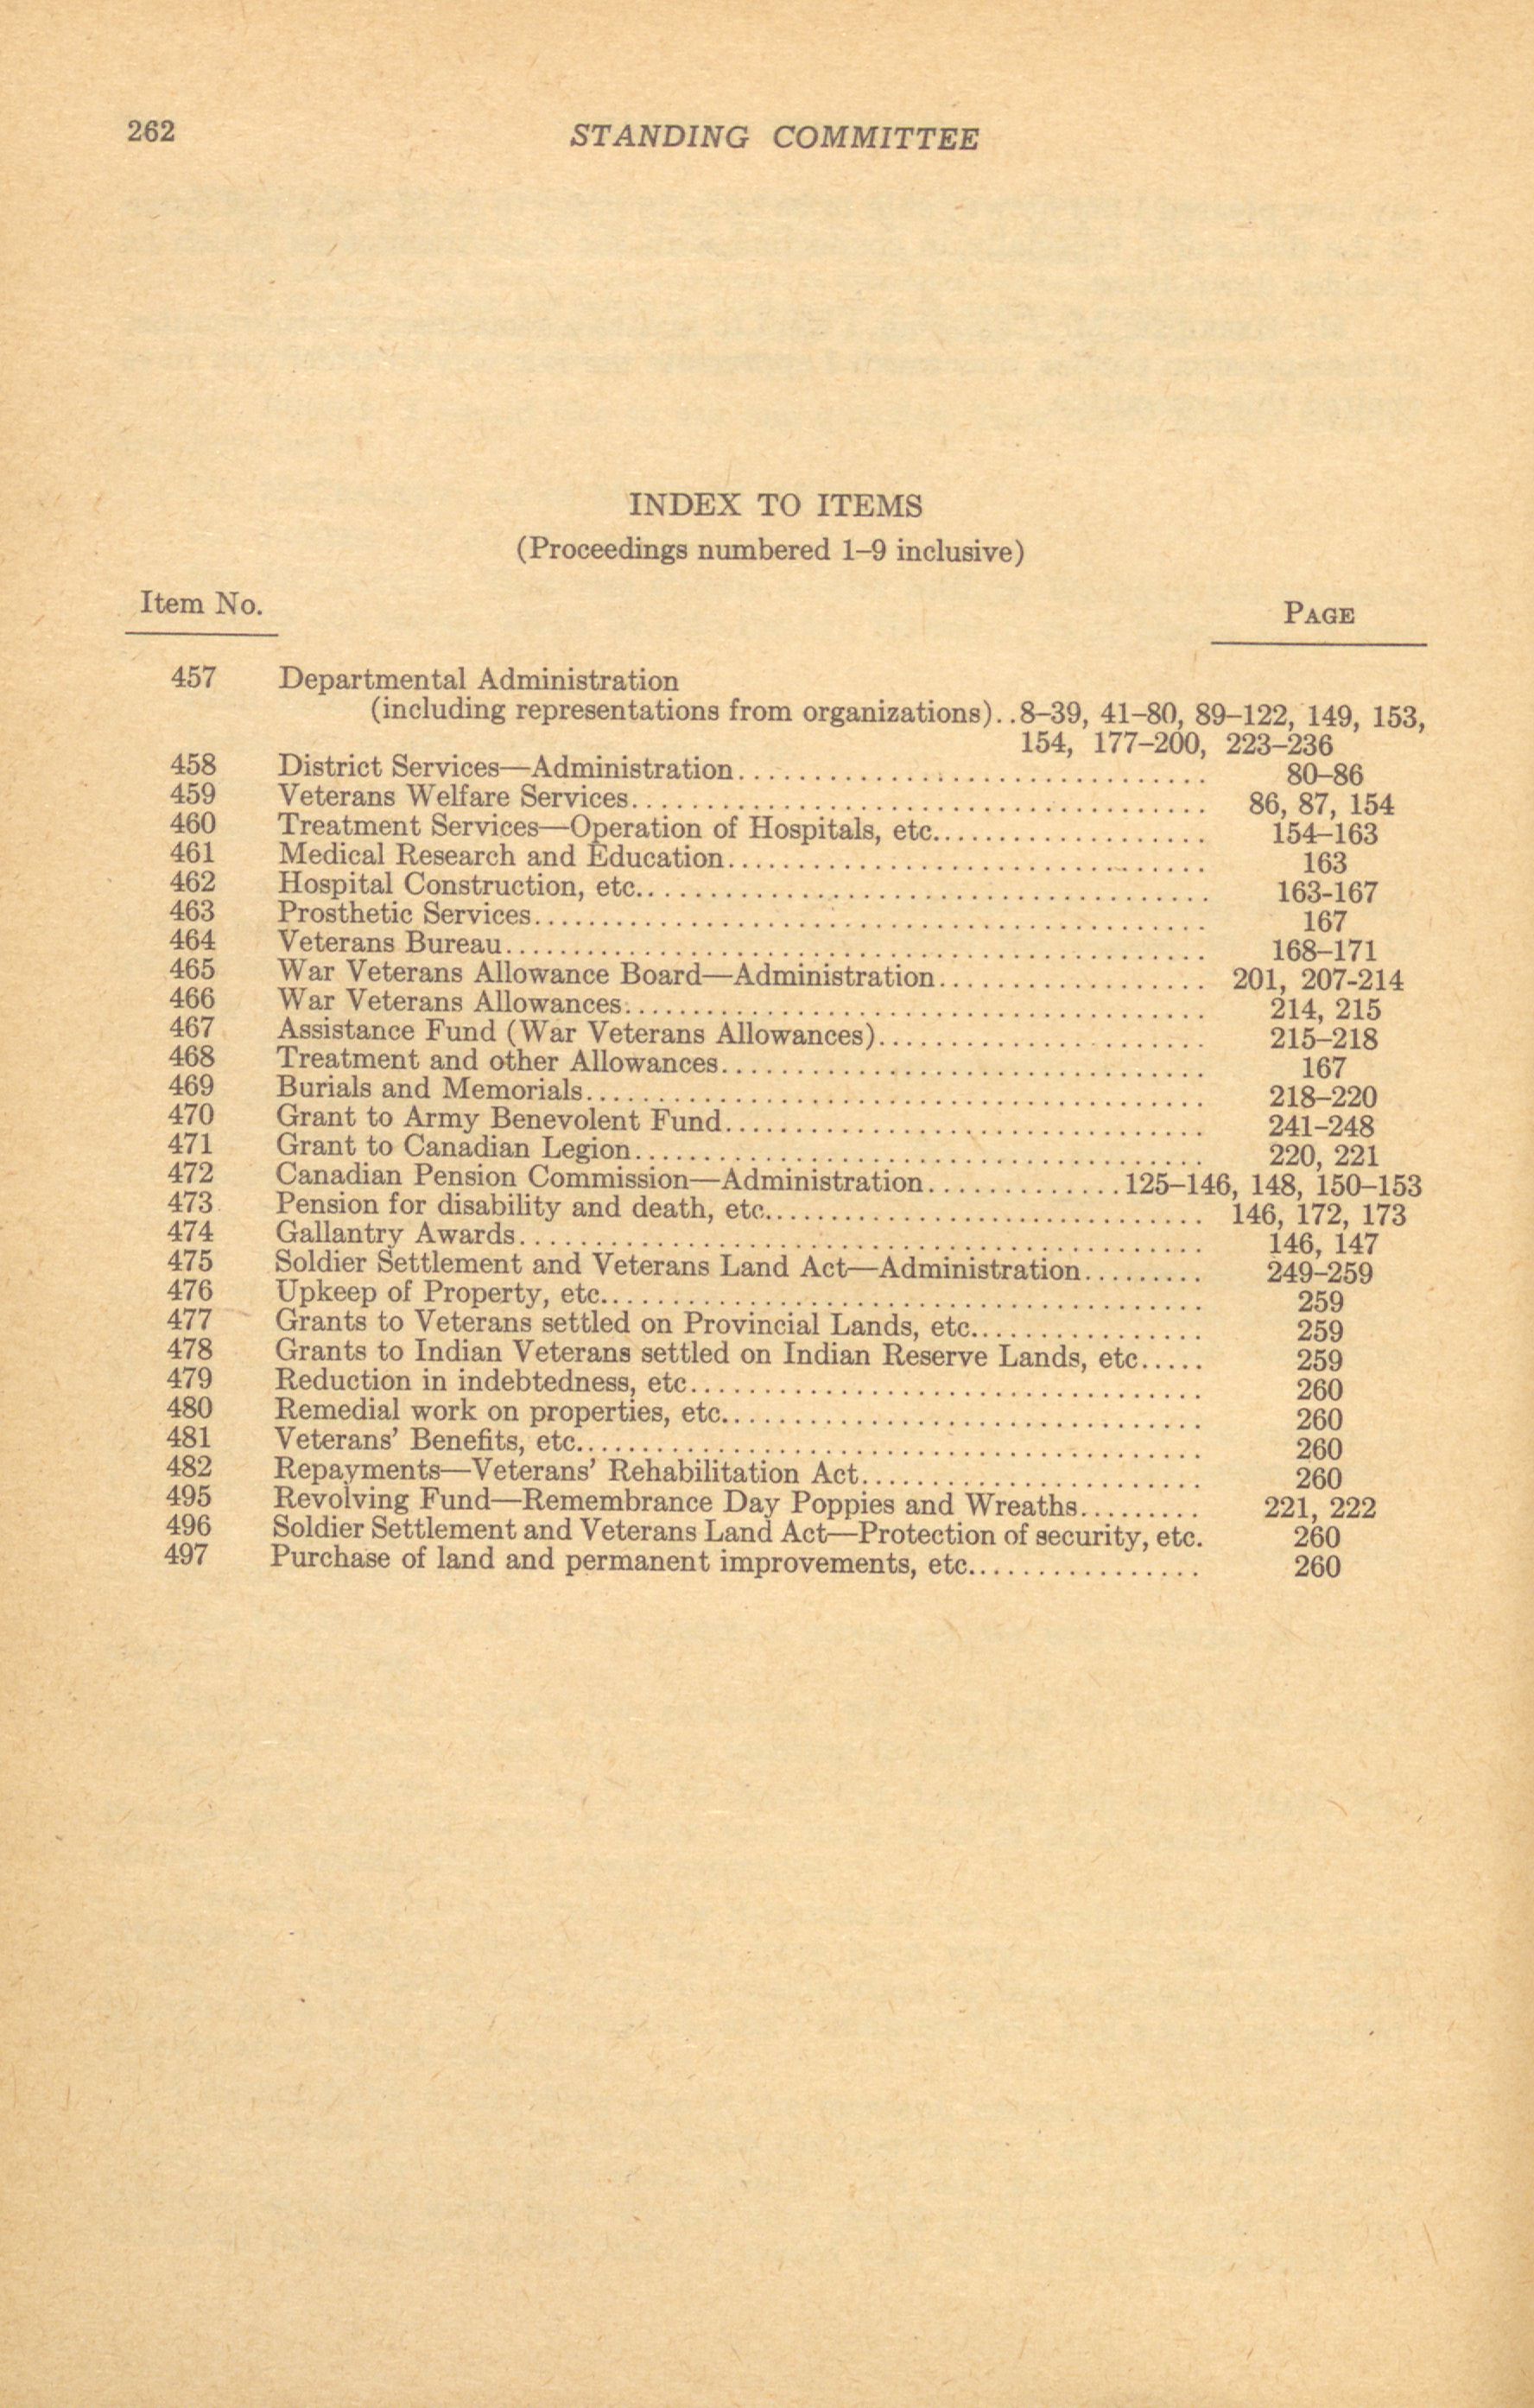 262 STANDING COMMITTEE
INDEX TO ITEMS
(Proceedings numbered 1–9 inclusive)
Item No. PAGE
457 Departmental Administration
(including representations from organizations)..8–39, 41–80, 89–122, 149, 153,
154, 177–200, 223–236
458 District Services—Administration.............................. 80–86
459 Veterans Welfare Services..................................... 86, 87, 154
460 Treatment Services—Operation of Hospitals, etc.................. 154–163
461 Medical Research and Education............................... 163
462 Hospital Construction, etc..................................... 163-167
463 Prosthetic Services........................................... 167
464 Veterans Bureau............................................. 168–171
465 War Veterans Allowance Board—Administration................. 201, 207-214
466 War Veterans Allowances..................................... 214, 215
467 Assistance Fund (War Veterans Allowances)..................... 215–218
468 Treatment and other Allowances............................... 167
469 Burials and Memorials........................................ 218–220
470 Grant to Army Benevolent Fund............................... 241–248
471 Grant to Canadian Legion..................................... 220, 221
472 Canadian Pension Commission—Administration.............125–146, 148, 150–153
473 Pension for disability and death, etc............................. 146, 172, 173
474 Gallantry Awards............................................ 146, 147
475 Soldier Settlement and Veterans Land Act—Administration......... 249–259
476 Upkeep of Property, etc....................................... 259
477 Grants to Veterans settled on Provincial Lands, etc................ 259
478 Grants to Indian Veterans settled on Indian Reserve Lands, etc..... 259
479 Reduction in indebtedness, etc.................................. 260
480 Remedial work on properties, etc................................ 260
481 Veterans' Benefits, etc......................................... 260
482 Repayments—Veterans' Rehabilitation Act...................... 260
495 Revolving Fund—Remembrance Day Poppies and Wreaths......... 221, 222
496 Soldier Settlement and Veterans Land Act—Protection of security, etc. 260
497 Purchase of land and permanent improvements, etc................ 260